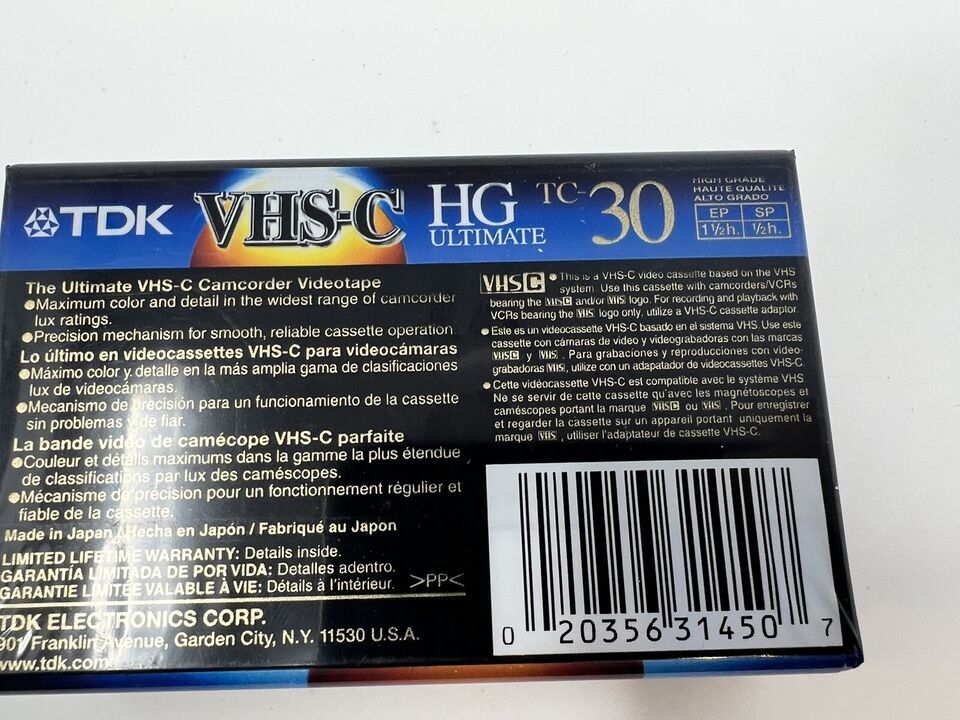 TDK VHS-C HG ULTIMATE TC-30
HIGH GRADE
HAUTE QUALITÉ
ALTO GRADO
EP SP
1½h. ½h.
The Ultimate VHS-C Camcorder Videotape
●Maximum color and detail in the widest range of camcorder
lux ratings.
●Precision mechanism for smooth, reliable cassette operation
Lo último en videocassettes VHS-C para videocámaras
●Máximo color y detalle en la más amplia gama de clasificaciones
lux de videocámaras.
●Mecanismo de precisión para un funcionamiento de la cassette
sin problemas y de fiar.
La bande vidéo de camécope VHS-C parfaite
●Couleur et détails maximums dans la gamme la plus étendue
de classifications par lux des caméscopes.
●Mécanisme de précision pour un fonctionnement régulier et
fiable de la cassette.
Made in Japan / Hecha en Japón / Fabriqué au Japon
LIMITED LIFETIME WARRANTY: Details inside.
GARANTÍA LIMITADA DE POR VIDA: Detalles adentro.
GARANTIE LIMITÉE VALABLE À VIE: Détails à l'intérieur.
>PP<
TDK ELECTRONICS CORP.
901 Franklin Avenue, Garden City, N.Y. 11530 U.S.A.
www.tdk.com
VHSC ● This is a VHS-C video cassette based on the VHS
system. Use this cassette with camcorders/VCRs
bearing the VHSC and/or VHS logo. For recording and playback with
VCRs bearing the VHS logo only, utilize a VHS-C cassette adaptor.
● Este es un videocassette VHS-C basado en el sistema VHS. Use este
cassette con cámaras de video y videograbadoras con las marcas
VHSC y VHS. Para grabaciones y reproducciones con video-
grabadoras VHS, utilize con un adapatador de videocassettes VHS-C.
● Cette vidéocassette VHS-C est compatible avec le système VHS
Ne se servir de cette cassette qu'avec les magnétoscopes et
caméscopes portant la marque VHSC ou VHS. Pour enregistrer
et regarder la cassette sur un appareil portant uniquement la
marque VHS, utiliser l'adaptateur de cassette VHS-C.
0 20356 31450 7